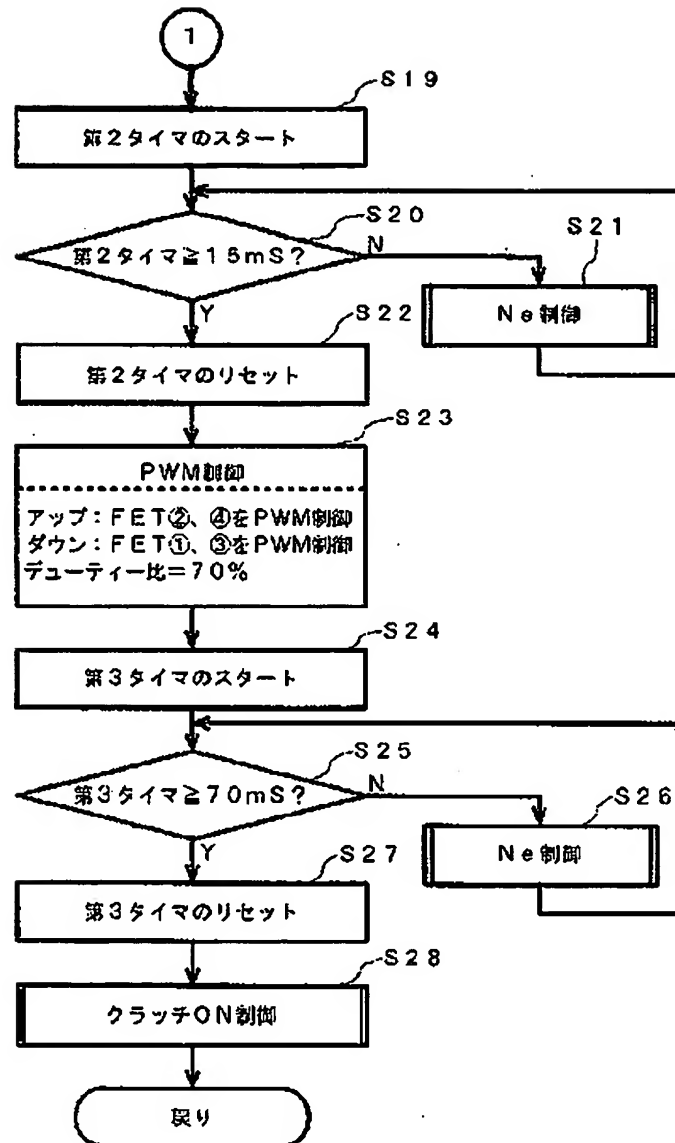 1
S19
第2タイマのスタート
S20
第2タイマ≧15mS?
N
S21
Ne制御
Y
S22
第2タイマのリセット
S23
PWM制御
アップ:FET②、④をPWM制御
ダウン:FET①、③をPWM制御
デューティー比=70%
S24
第3タイマのスタート
S25
第3タイマ≧70mS?
N
S26
Ne制御
Y
S27
第3タイマのリセット
S28
クラッチON制御
戻り